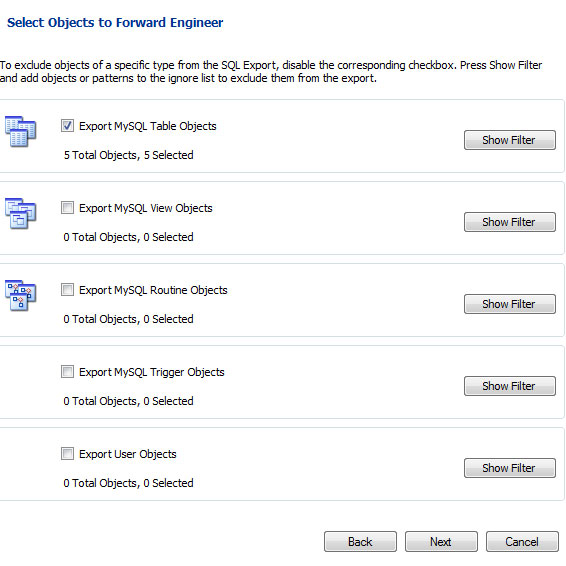 Select Objects to Forward Engineer
To exclude objects of a specific type from the SQL Export, disable the corresponding checkbox. Press Show Filter
and add objects or patterns to the ignore list to exclude them from the export.
Export MySQL Table Objects
Show Filter
5 Total Objects, 5 Selected
Export MySQL View Objects
Show Filter
0 Total Objects, 0 Selected
Export MySQL Routine Objects
Show Filter
0 Total Objects, 0 Selected
Export MySQL Trigger Objects
Show Filter
0 Total Objects, 0 Selected
Export User Objects
Show Filter
0 Total Objects, 0 Selected
Back Next Cancel